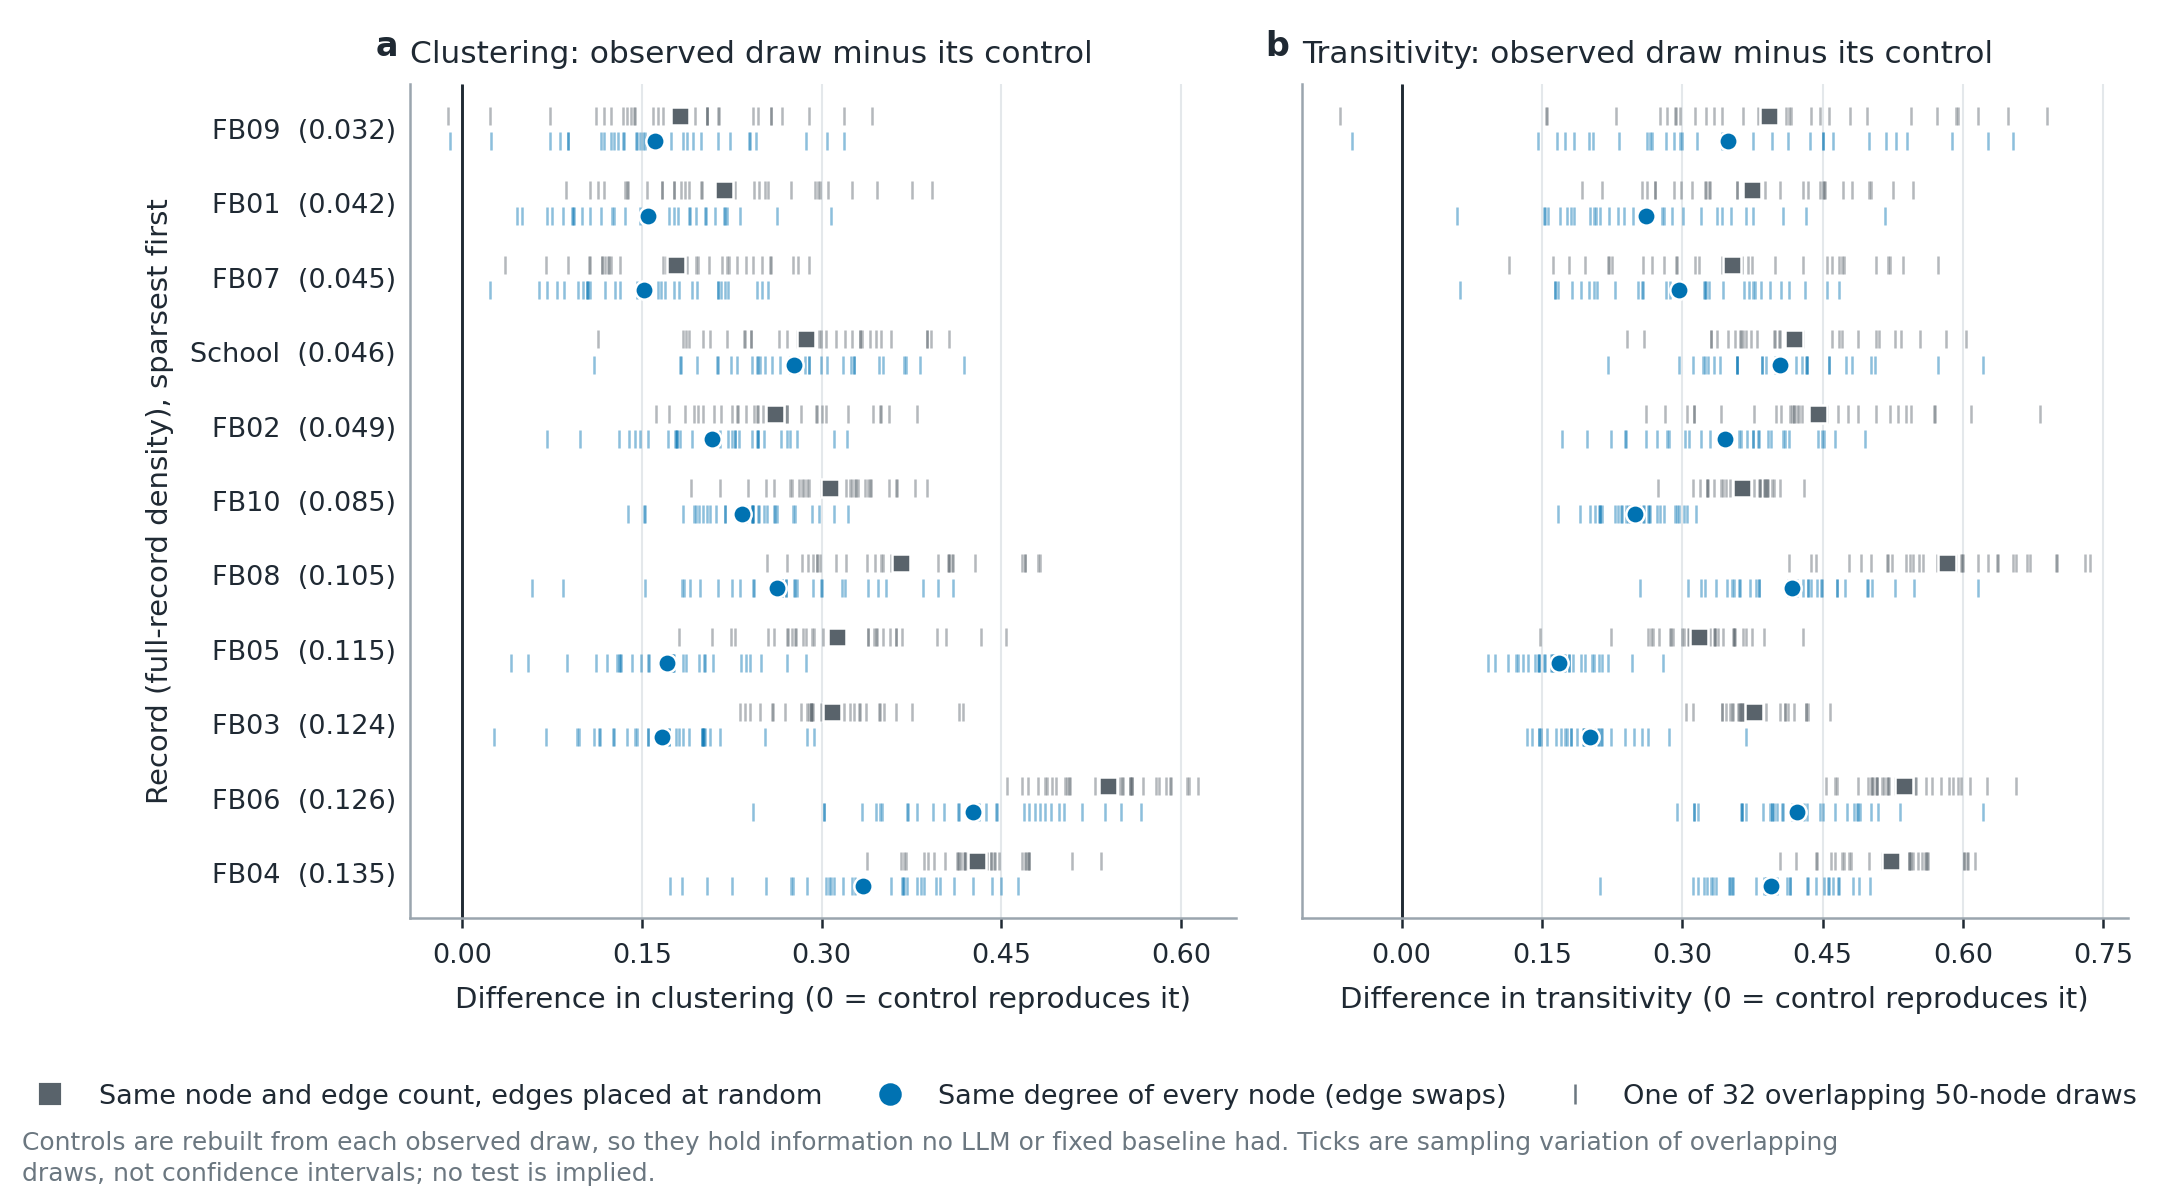 a Clustering: observed draw minus its control
b Transitivity: observed draw minus its control
Record (full-record density), sparsest first
FB09 (0.032)
FB01 (0.042)
FB07 (0.045)
School (0.046)
FB02 (0.049)
FB10 (0.085)
FB08 (0.105)
FB05 (0.115)
FB03 (0.124)
FB06 (0.126)
FB04 (0.135)
0.00 0.15 0.30 0.45 0.60
0.00 0.15 0.30 0.45 0.60 0.75
Difference in clustering (0 = control reproduces it)
Difference in transitivity (0 = control reproduces it)
Same node and edge count, edges placed at random
Same degree of every node (edge swaps)
One of 32 overlapping 50-node draws
Controls are rebuilt from each observed draw, so they hold information no LLM or fixed baseline had. Ticks are sampling variation of overlapping
draws, not confidence intervals; no test is implied.